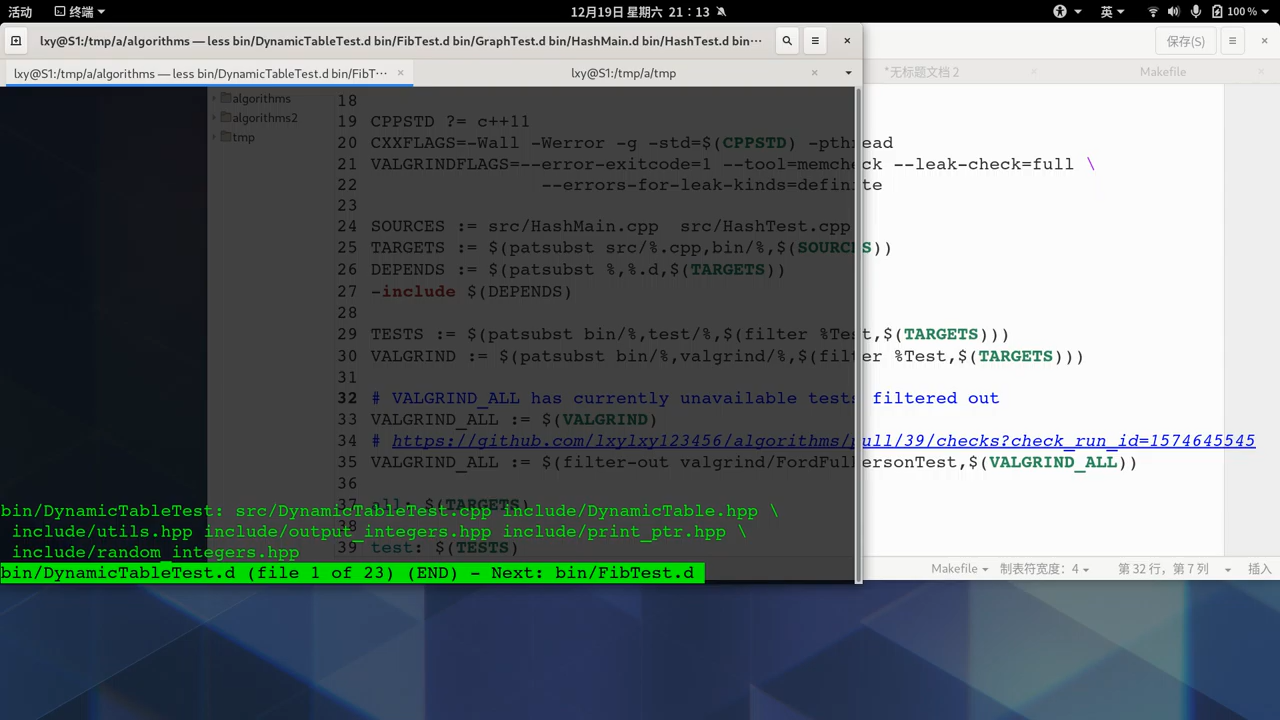 活动 终端 12月19日 星期六 21：13 英 100 %
lxy@S1:/tmp/a/algorithms — less bin/DynamicTableTest.d bin/FibTest.d bin/GraphTest.d bin/HashMain.d bin/HashTest.d bin…
保存(S)
lxy@S1:/tmp/a/algorithms — less bin/DynamicTableTest.d bin/FibT… lxy@S1:/tmp/a/tmp
*无标题文档 2 Makefile
algorithms
algorithms2
tmp
18
19 CPPSTD ?= c++11
20 CXXFLAGS=-Wall -Werror -g -std=$(CPPSTD) -pthread
21 VALGRINDFLAGS=--error-exitcode=1 --tool=memcheck --leak-check=full \
22 --errors-for-leak-kinds=definite
23
24 SOURCES := src/HashMain.cpp  src/HashTest.cpp
25 TARGETS := $(patsubst src/%.cpp,bin/%,$(SOURCES))
26 DEPENDS := $(patsubst %,%.d,$(TARGETS))
27 -include $(DEPENDS)
28
29 TESTS := $(patsubst bin/%,test/%,$(filter %Test,$(TARGETS)))
30 VALGRIND := $(patsubst bin/%,valgrind/%,$(filter %Test,$(TARGETS)))
31
32 # VALGRIND_ALL has currently unavailable tests filtered out
33 VALGRIND_ALL := $(VALGRIND)
34 # https://github.com/lxylxy123456/algorithms/pull/39/checks?check_run_id=1574645545
35 VALGRIND_ALL := $(filter-out valgrind/FordFulkersonTest,$(VALGRIND_ALL))
36
37 all: $(TARGETS)
38
39 test: $(TESTS)
bin/DynamicTableTest: src/DynamicTableTest.cpp include/DynamicTable.hpp \
include/utils.hpp include/output_integers.hpp include/print_ptr.hpp \
include/random_integers.hpp
bin/DynamicTableTest.d (file 1 of 23) (END) - Next: bin/FibTest.d
Makefile 制表符宽度：4 第 32 行，第 7 列 插入